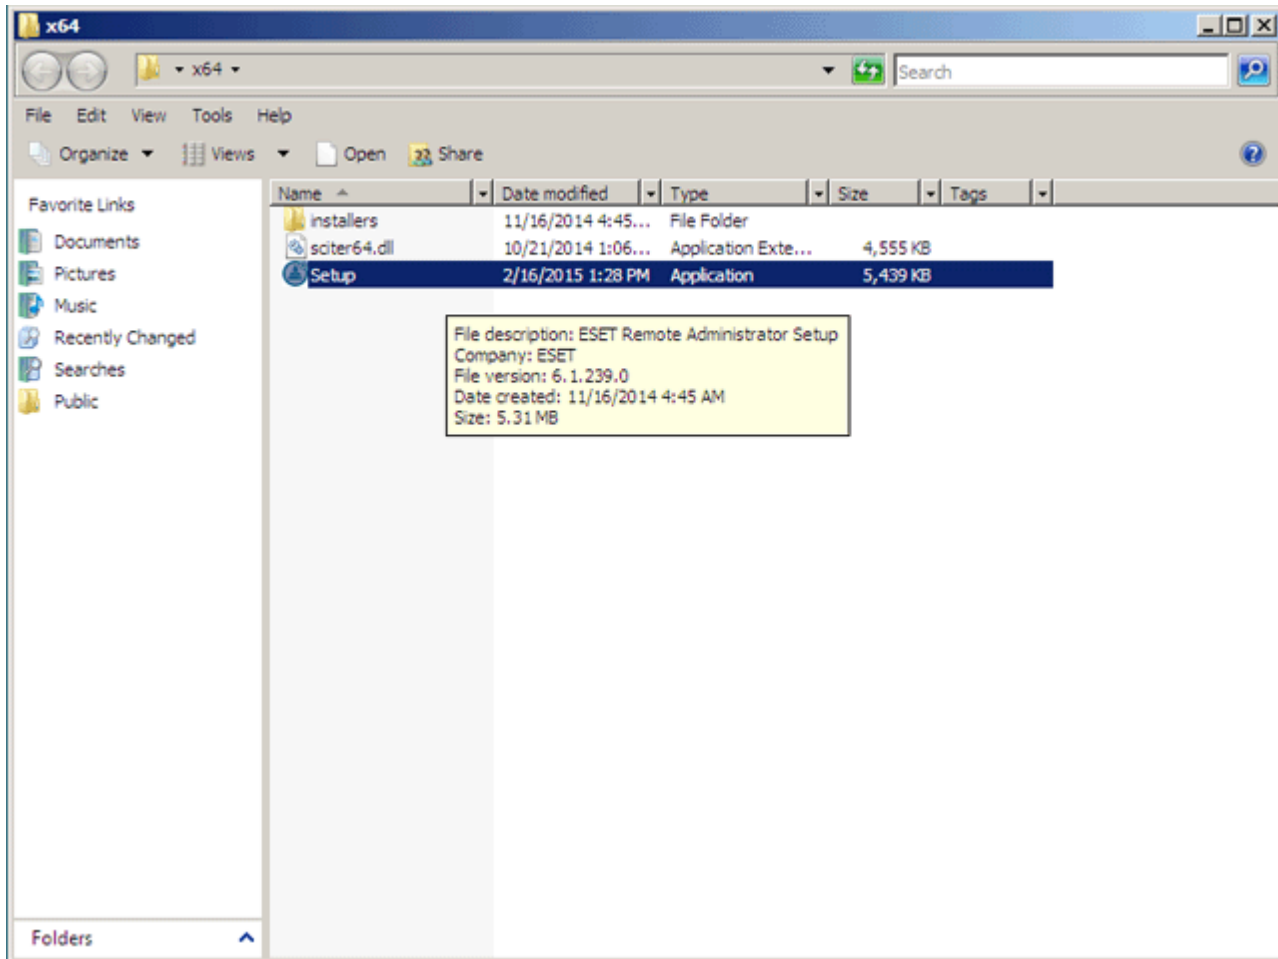 x64
x64
Search
File Edit View Tools Help
Organize Views Open Share
Favorite Links
Documents
Pictures
Music
Recently Changed
Searches
Public
Folders
Name Date modified Type Size Tags
installers 11/16/2014 4:45... File Folder
sciter64.dll 10/21/2014 1:06... Application Exte... 4,555 KB
Setup 2/16/2015 1:28 PM Application 5,439 KB
File description: ESET Remote Administrator Setup
Company: ESET
File version: 6.1.239.0
Date created: 11/16/2014 4:45 AM
Size: 5.31 MB